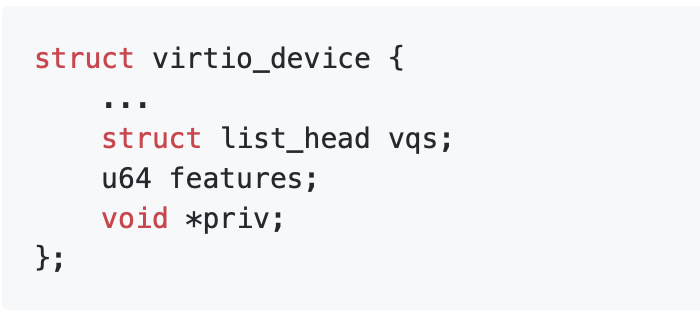 struct virtio_device {
    ...
    struct list_head vqs;
    u64 features;
    void *priv;
};